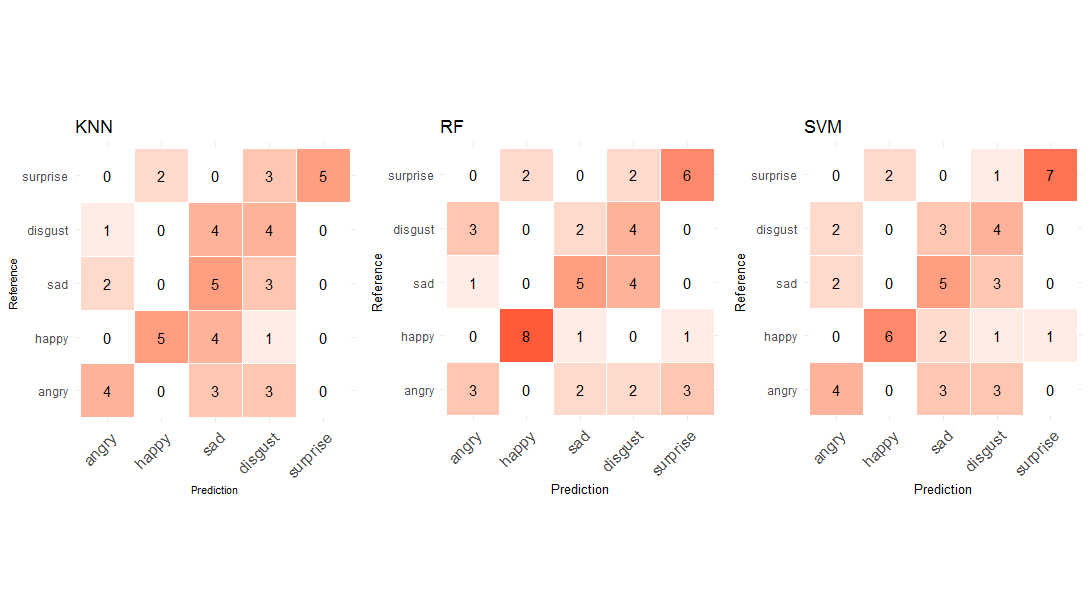 KNN
surprise 0 2 0 3 5
disgust 1 0 4 4 0
sad 2 0 5 3 0
happy 0 5 4 1 0
angry 4 0 3 3 0
Reference
angry happy sad disgust surprise
Prediction
RF
surprise 0 2 0 2 6
disgust 3 0 2 4 0
sad 1 0 5 4 0
happy 0 8 1 0 1
angry 3 0 2 2 3
Reference
angry happy sad disgust surprise
Prediction
SVM
surprise 0 2 0 1 7
disgust 2 0 3 4 0
sad 2 0 5 3 0
happy 0 6 2 1 1
angry 4 0 3 3 0
Reference
angry happy sad disgust surprise
Prediction